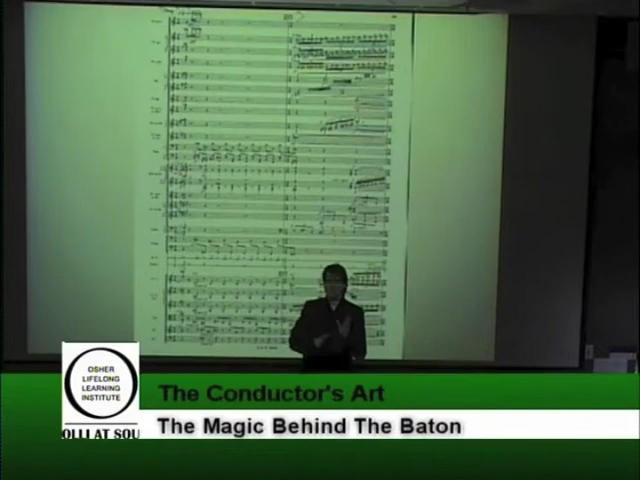 OSHER
LIFELONG
LEARNING
INSTITUTE
OLLI AT SOU
The Conductor's Art
The Magic Behind The Baton